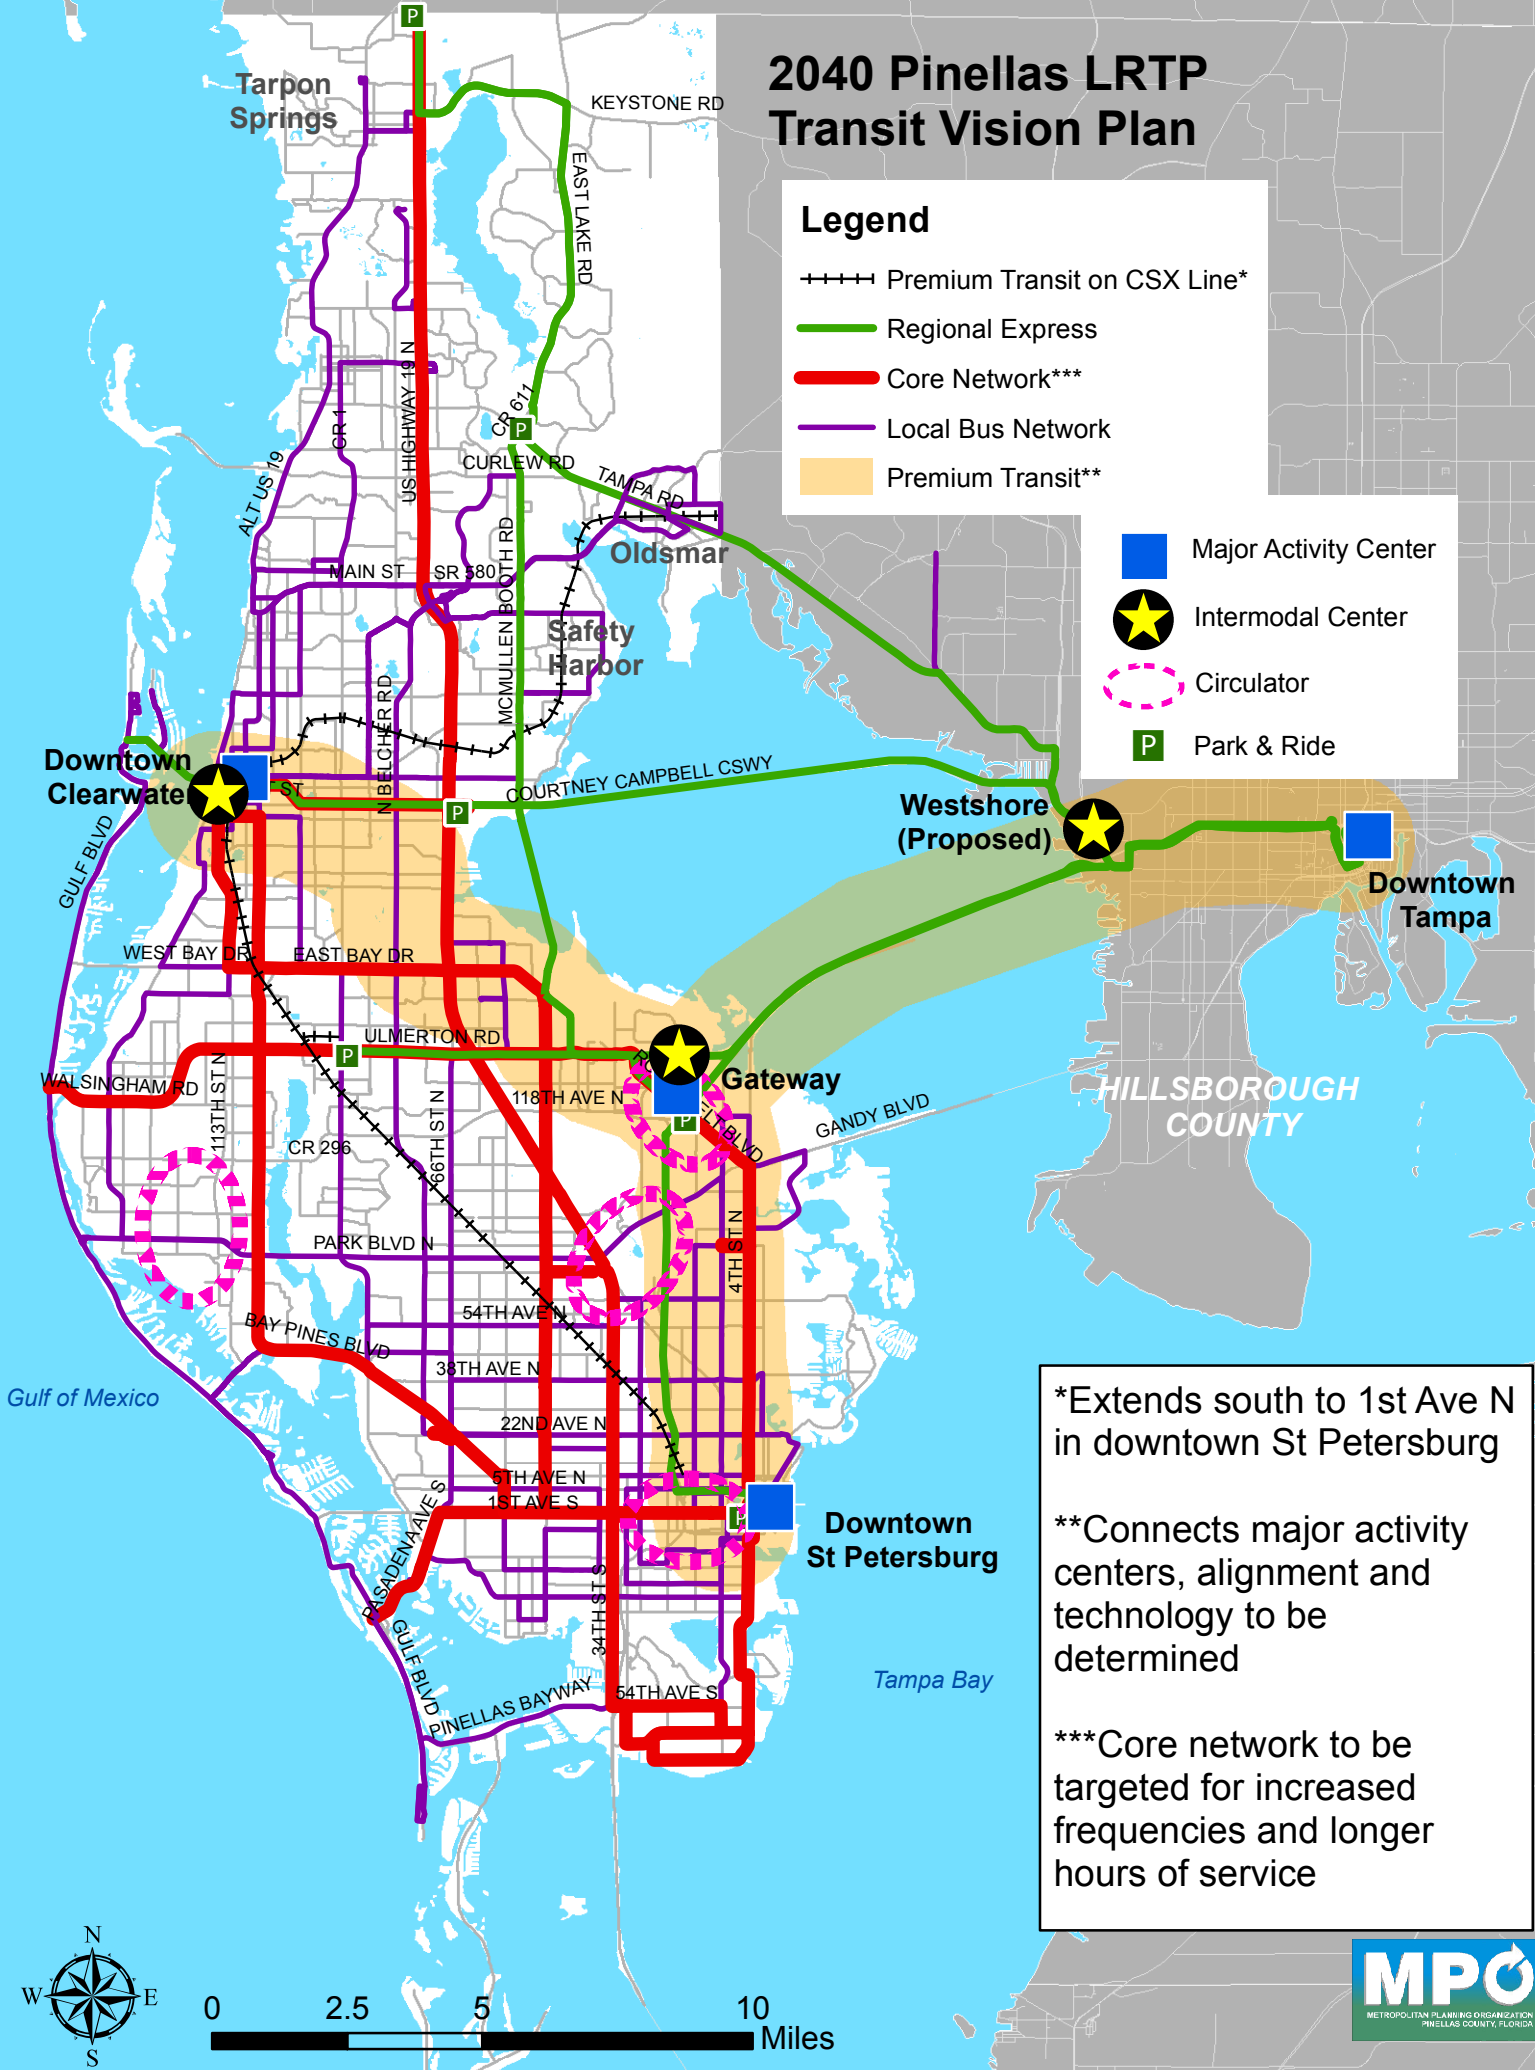 2040 Pinellas LRTP
Transit Vision Plan
Legend
Premium Transit on CSX Line*
Regional Express
Core Network***
Local Bus Network
Premium Transit**
Major Activity Center
Intermodal Center
Circulator
P
Park & Ride
P
Tarpon
Springs
KEYSTONE RD
EAST LAKE RD
US HIGHWAY 19 N
CR 1
CR 611
P
CURLEW RD
ALT US 19
TAMPA RD
MCMULLEN BOOTH RD
Oldsmar
MAIN ST
SR 580
Safety
Harbor
N BELCHER RD
Downtown
Clearwater
ST
P
COURTNEY CAMPBELL CSWY
Westshore
(Proposed)
GULF BLVD
Downtown
Tampa
WEST BAY DR
EAST BAY DR
ULMERTON RD
P
WALSINGHAM RD
113TH ST N
118TH AVE N
Gateway
P
ELT BLVD
GANDY BLVD
HILLSBOROUGH
COUNTY
CR 296
66TH ST N
PARK BLVD N
4TH ST N
54TH AVE N
BAY PINES BLVD
38TH AVE N
Gulf of Mexico
22ND AVE N
5TH AVE N
1ST AVE S
P
Downtown
St Petersburg
PASADENA AVE S
34TH ST S
GULF BLVD
PINELLAS BAYWAY
54TH AVE S
Tampa Bay
*Extends south to 1st Ave N
in downtown St Petersburg
**Connects major activity
centers, alignment and
technology to be
determined
***Core network to be
targeted for increased
frequencies and longer
hours of service
N
W
E
S
0
2.5
5
10
Miles
MPO
METROPOLITAN PLANNING ORGANIZATION
PINELLAS COUNTY, FLORIDA